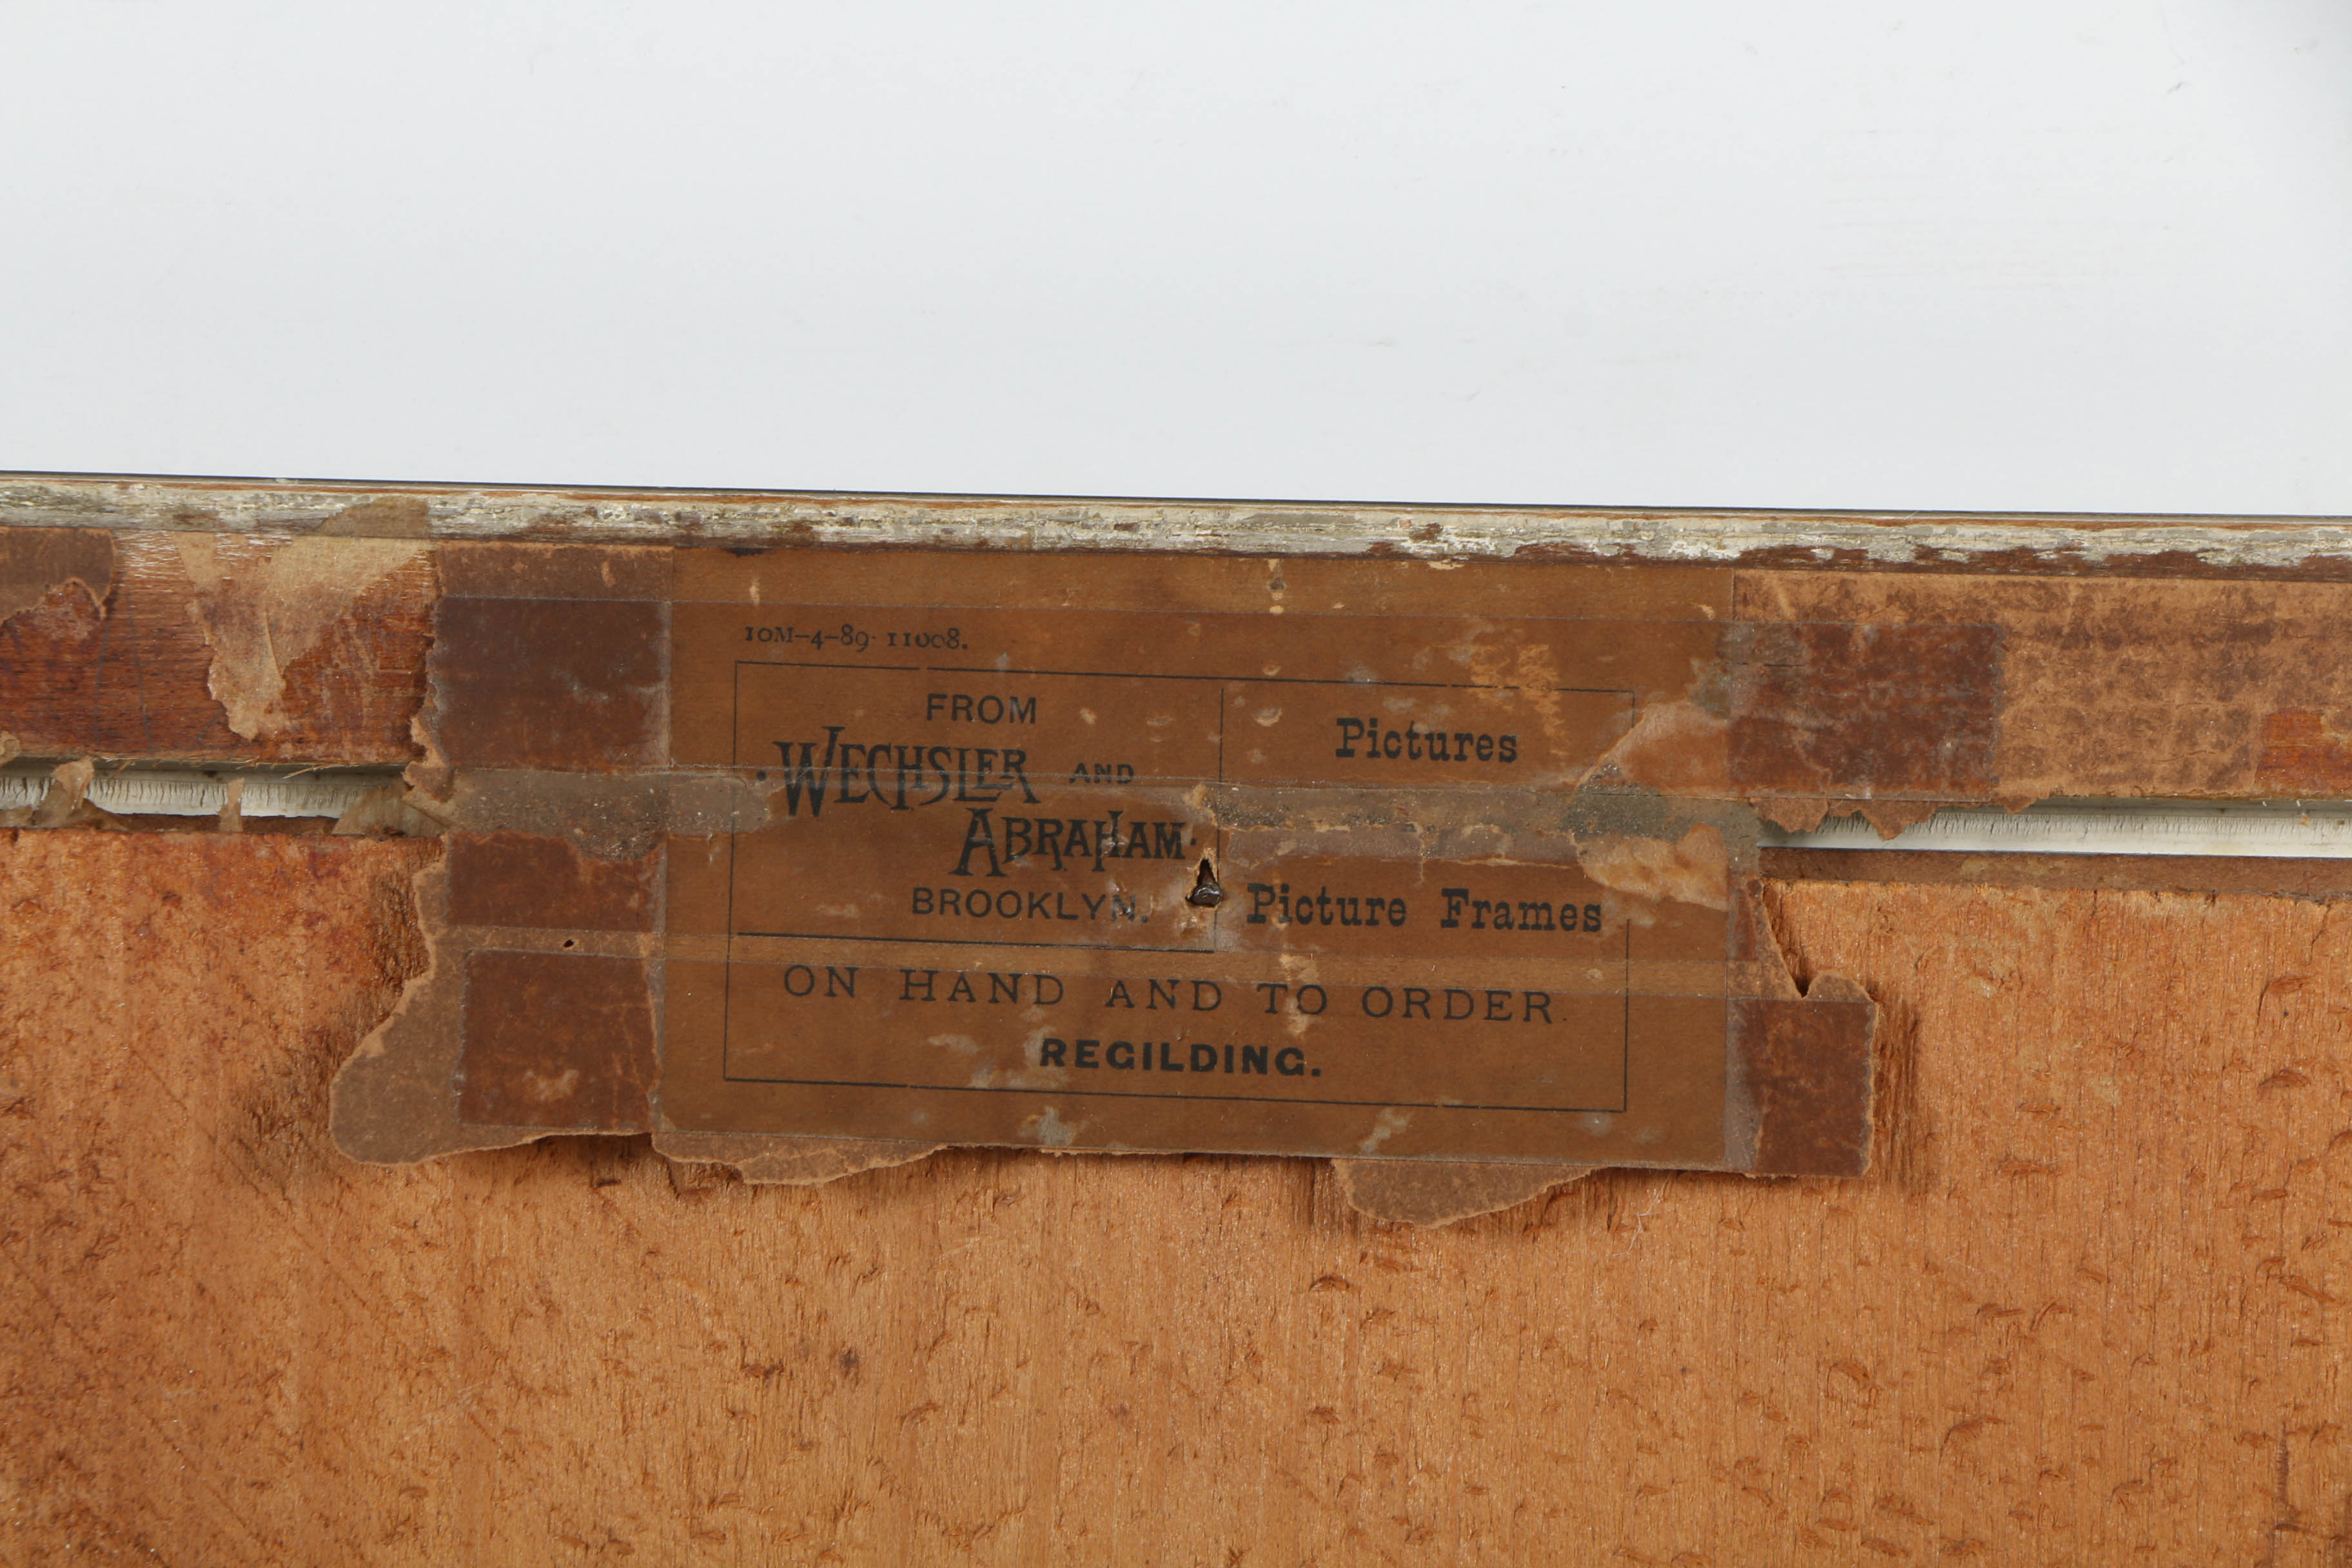 10M-4-89. 11008.
FROM
·WECHSLER AND
ABRAHAM·
BROOKLYN.
Pictures
Picture Frames
ON HAND AND TO ORDER.
REGILDING.